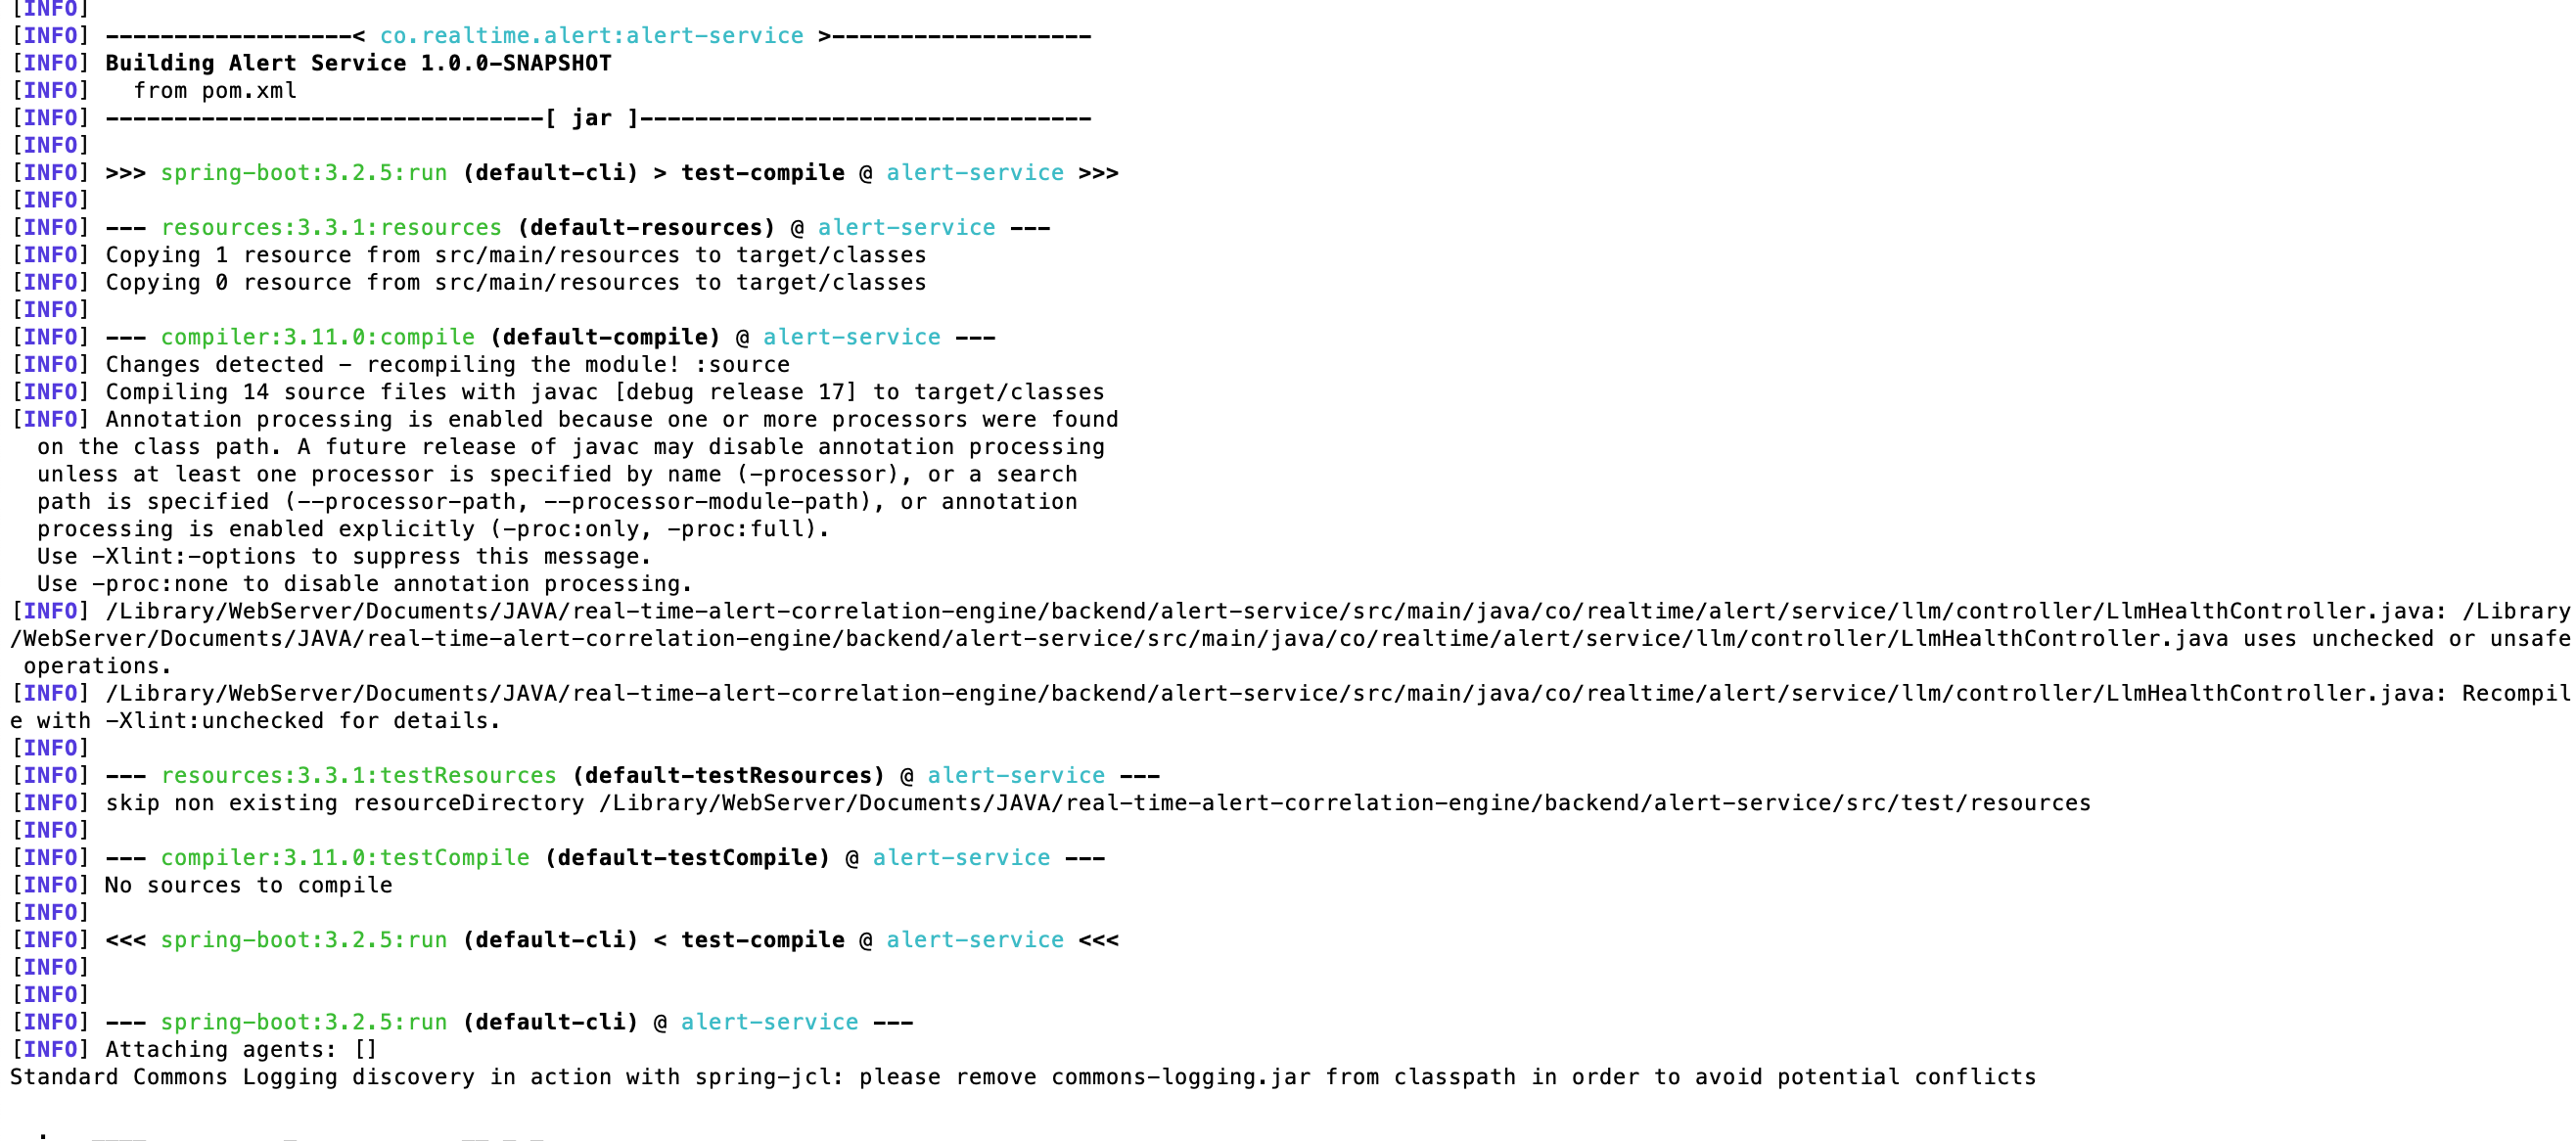 [INFO]
[INFO] ------------------< co.realtime.alert:alert-service >-------------------
[INFO] Building Alert Service 1.0.0-SNAPSHOT
[INFO]   from pom.xml
[INFO] --------------------------------[ jar ]---------------------------------
[INFO]
[INFO] >>> spring-boot:3.2.5:run (default-cli) > test-compile @ alert-service >>>
[INFO]
[INFO] --- resources:3.3.1:resources (default-resources) @ alert-service ---
[INFO] Copying 1 resource from src/main/resources to target/classes
[INFO] Copying 0 resource from src/main/resources to target/classes
[INFO]
[INFO] --- compiler:3.11.0:compile (default-compile) @ alert-service ---
[INFO] Changes detected - recompiling the module! :source
[INFO] Compiling 14 source files with javac [debug release 17] to target/classes
[INFO] Annotation processing is enabled because one or more processors were found
  on the class path. A future release of javac may disable annotation processing
  unless at least one processor is specified by name (-processor), or a search
  path is specified (--processor-path, --processor-module-path), or annotation
  processing is enabled explicitly (-proc:only, -proc:full).
  Use -Xlint:-options to suppress this message.
  Use -proc:none to disable annotation processing.
[INFO] /Library/WebServer/Documents/JAVA/real-time-alert-correlation-engine/backend/alert-service/src/main/java/co/realtime/alert/service/llm/controller/LlmHealthController.java: /Library
/WebServer/Documents/JAVA/real-time-alert-correlation-engine/backend/alert-service/src/main/java/co/realtime/alert/service/llm/controller/LlmHealthController.java uses unchecked or unsafe
 operations.
[INFO] /Library/WebServer/Documents/JAVA/real-time-alert-correlation-engine/backend/alert-service/src/main/java/co/realtime/alert/service/llm/controller/LlmHealthController.java: Recompil
e with -Xlint:unchecked for details.
[INFO]
[INFO] --- resources:3.3.1:testResources (default-testResources) @ alert-service ---
[INFO] skip non existing resourceDirectory /Library/WebServer/Documents/JAVA/real-time-alert-correlation-engine/backend/alert-service/src/test/resources
[INFO]
[INFO] --- compiler:3.11.0:testCompile (default-testCompile) @ alert-service ---
[INFO] No sources to compile
[INFO]
[INFO] <<< spring-boot:3.2.5:run (default-cli) < test-compile @ alert-service <<<
[INFO]
[INFO]
[INFO] --- spring-boot:3.2.5:run (default-cli) @ alert-service ---
[INFO] Attaching agents: []
Standard Commons Logging discovery in action with spring-jcl: please remove commons-logging.jar from classpath in order to avoid potential conflicts